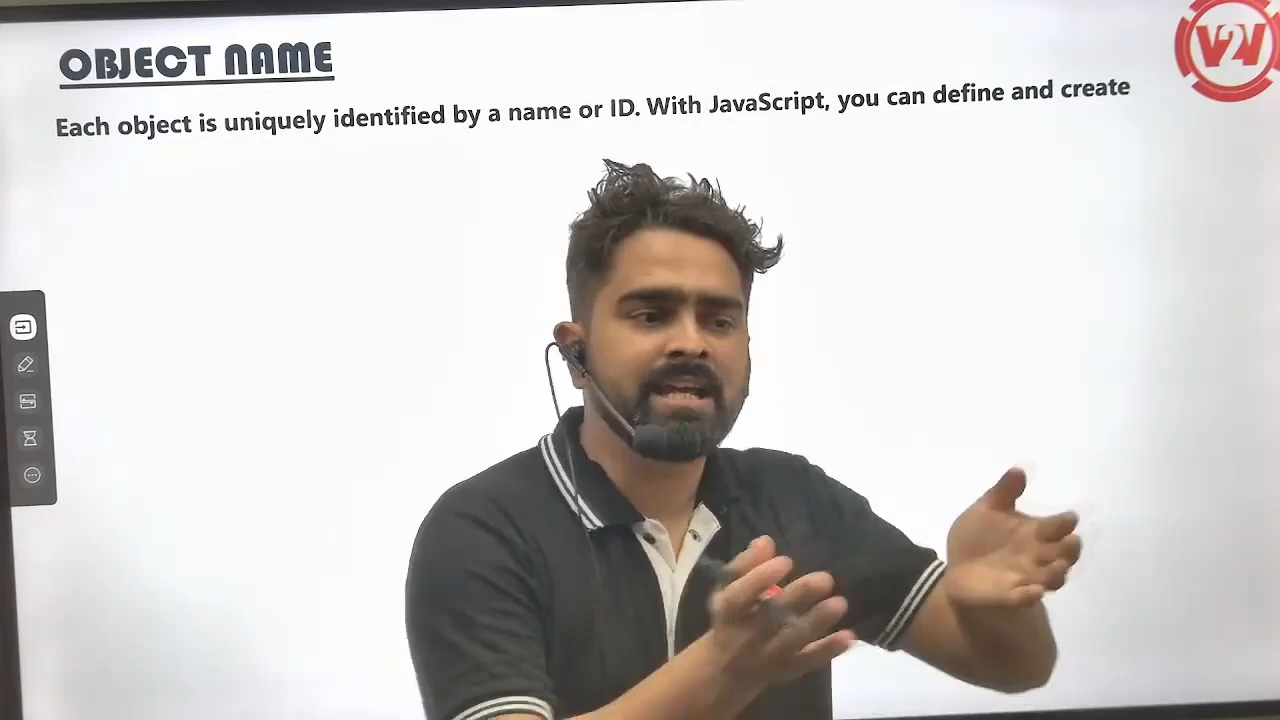 OBJECT NAME
V2V
Each object is uniquely identified by a name or ID. With JavaScript, you can define and create